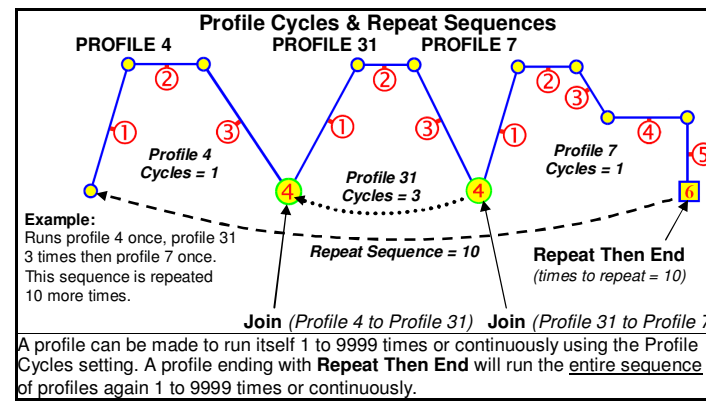 Profile Cycles & Repeat Sequences
PROFILE 4 PROFILE 31 PROFILE 7
② ② ②
③
① ③ ① ③ ① ④ ⑤
Profile 4
Cycles = 1
Profile 31
Cycles = 3
Profile 7
Cycles = 1
4 4 6
Example:
Runs profile 4 once, profile 31
3 times then profile 7 once.
This sequence is repeated
10 more times.
Repeat Sequence = 10
Repeat Then End
(times to repeat = 10)
Join (Profile 4 to Profile 31) Join (Profile 31 to Profile 7
A profile can be made to run itself 1 to 9999 times or continuously using the Profile
Cycles setting. A profile ending with Repeat Then End will run the entire sequence
of profiles again 1 to 9999 times or continuously.